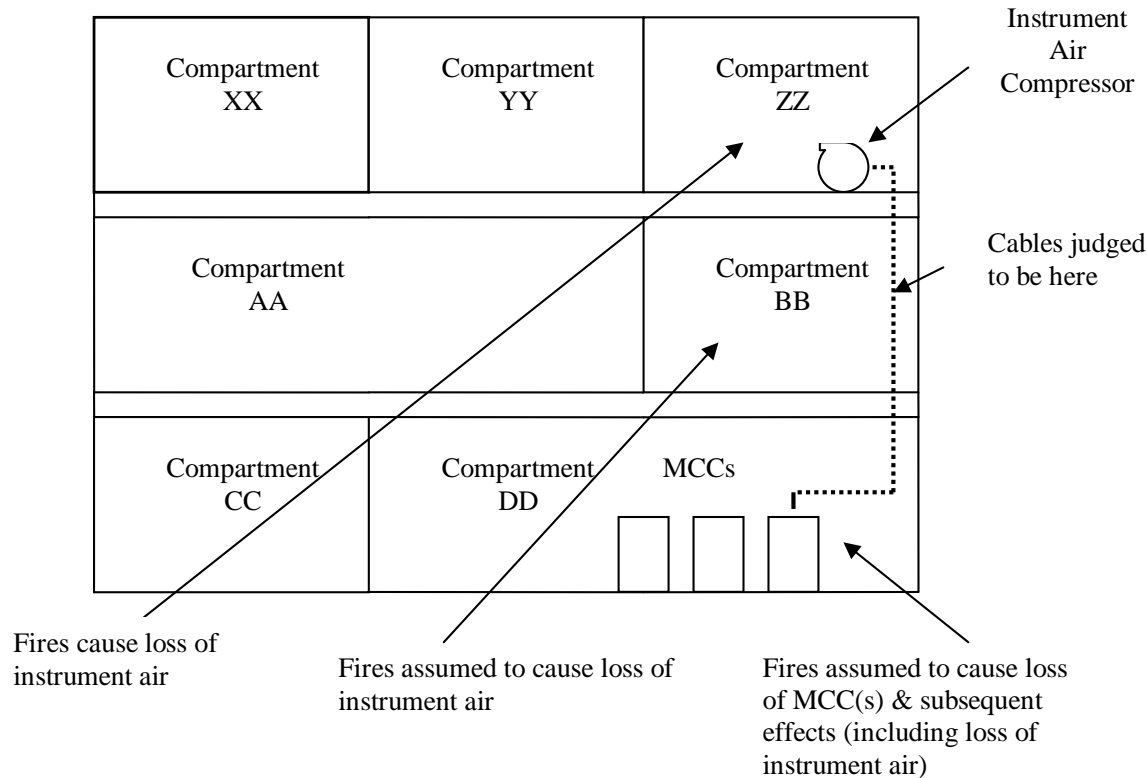 Instrument
Air
Compressor
Compartment
XX
Compartment
YY
Compartment
ZZ
Cables judged
to be here
Compartment
AA
Compartment
BB
Compartment
CC
Compartment
DD
MCCs
Fires cause loss of
instrument air
Fires assumed to cause loss of
instrument air
Fires assumed to cause loss
of MCC(s) & subsequent
effects (including loss of
instrument air)